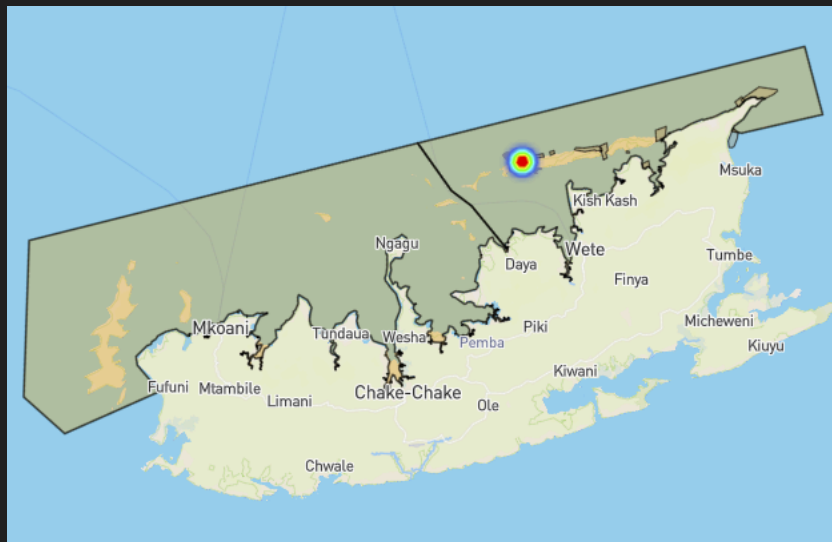 Msuka
Kish Kash
Ngagu
Wete
Tumbe
Daya
Finya
Micheweni
Mkoani
Tundaua
Wesha
Pemba
Piki
Kiuyu
Fufuni
Mtambile
Limani
Chake-Chake
Kiwani
Ole
Chwale